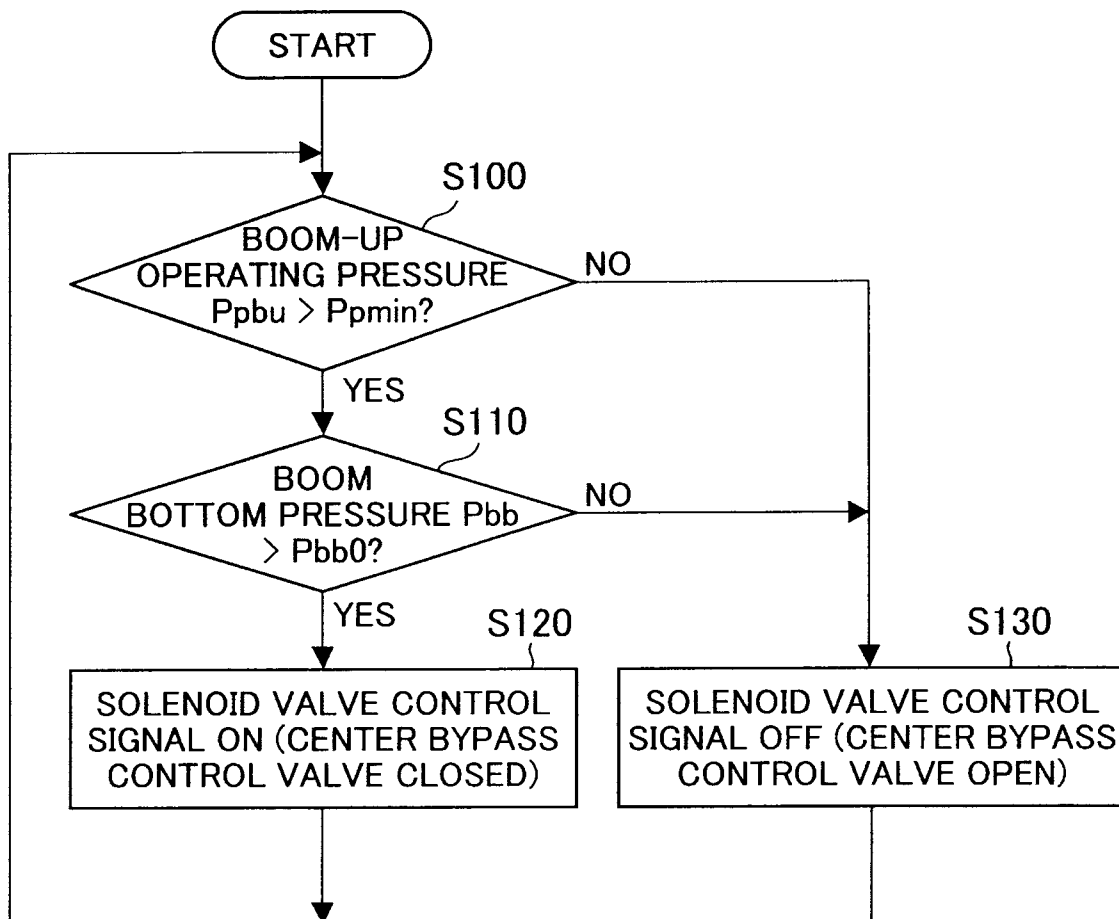 START
S100
BOOM-UP
OPERATING PRESSURE
Ppbu > Ppmin?
NO
YES
S110
BOOM
BOTTOM PRESSURE Pbb
> Pbb0?
NO
YES
S120
SOLENOID VALVE CONTROL
SIGNAL ON (CENTER BYPASS
CONTROL VALVE CLOSED)
S130
SOLENOID VALVE CONTROL
SIGNAL OFF (CENTER BYPASS
CONTROL VALVE OPEN)